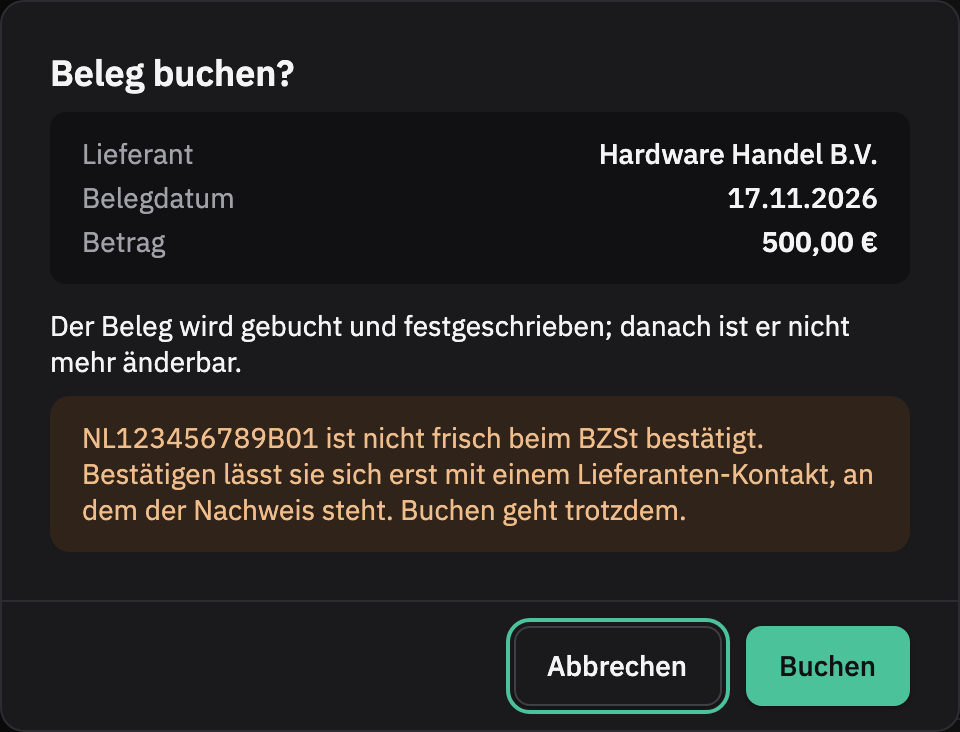 Beleg buchen?
Lieferant Hardware Handel B.V.
Belegdatum 17.11.2026
Betrag 500,00 €
Der Beleg wird gebucht und festgeschrieben; danach ist er nicht
mehr änderbar.
NL123456789B01 ist nicht frisch beim BZSt bestätigt.
Bestätigen lässt sie sich erst mit einem Lieferanten-Kontakt, an
dem der Nachweis steht. Buchen geht trotzdem.
Abbrechen Buchen